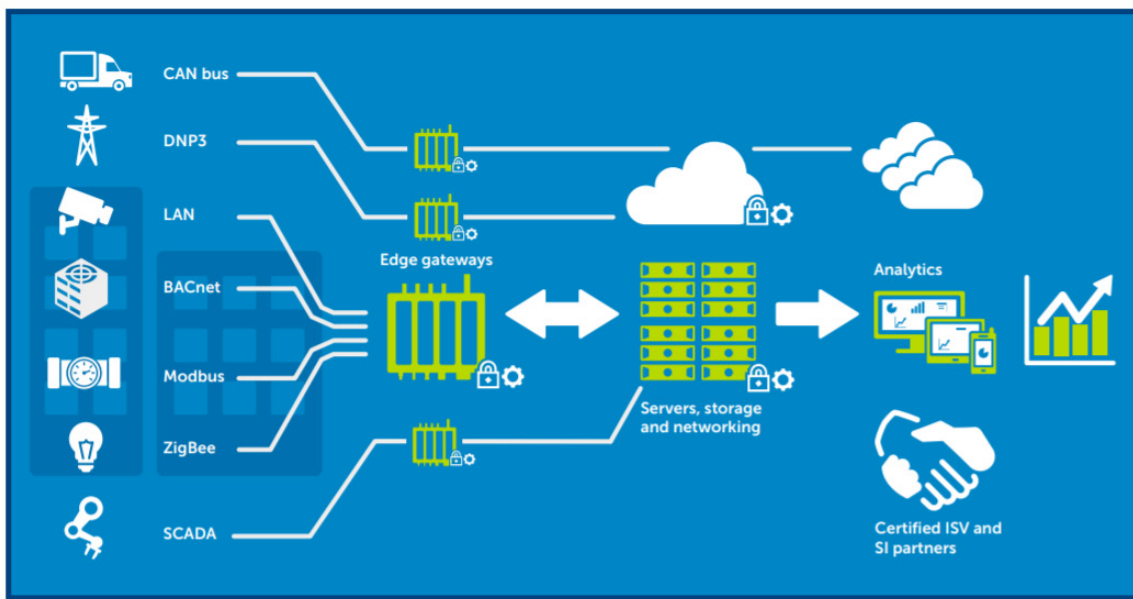 CAN bus
DNP3
LAN
Edge gateways
BACnet
Analytics
Modbus
Servers, storage
and networking
ZigBee
SCADA
Certified ISV and
SI partners